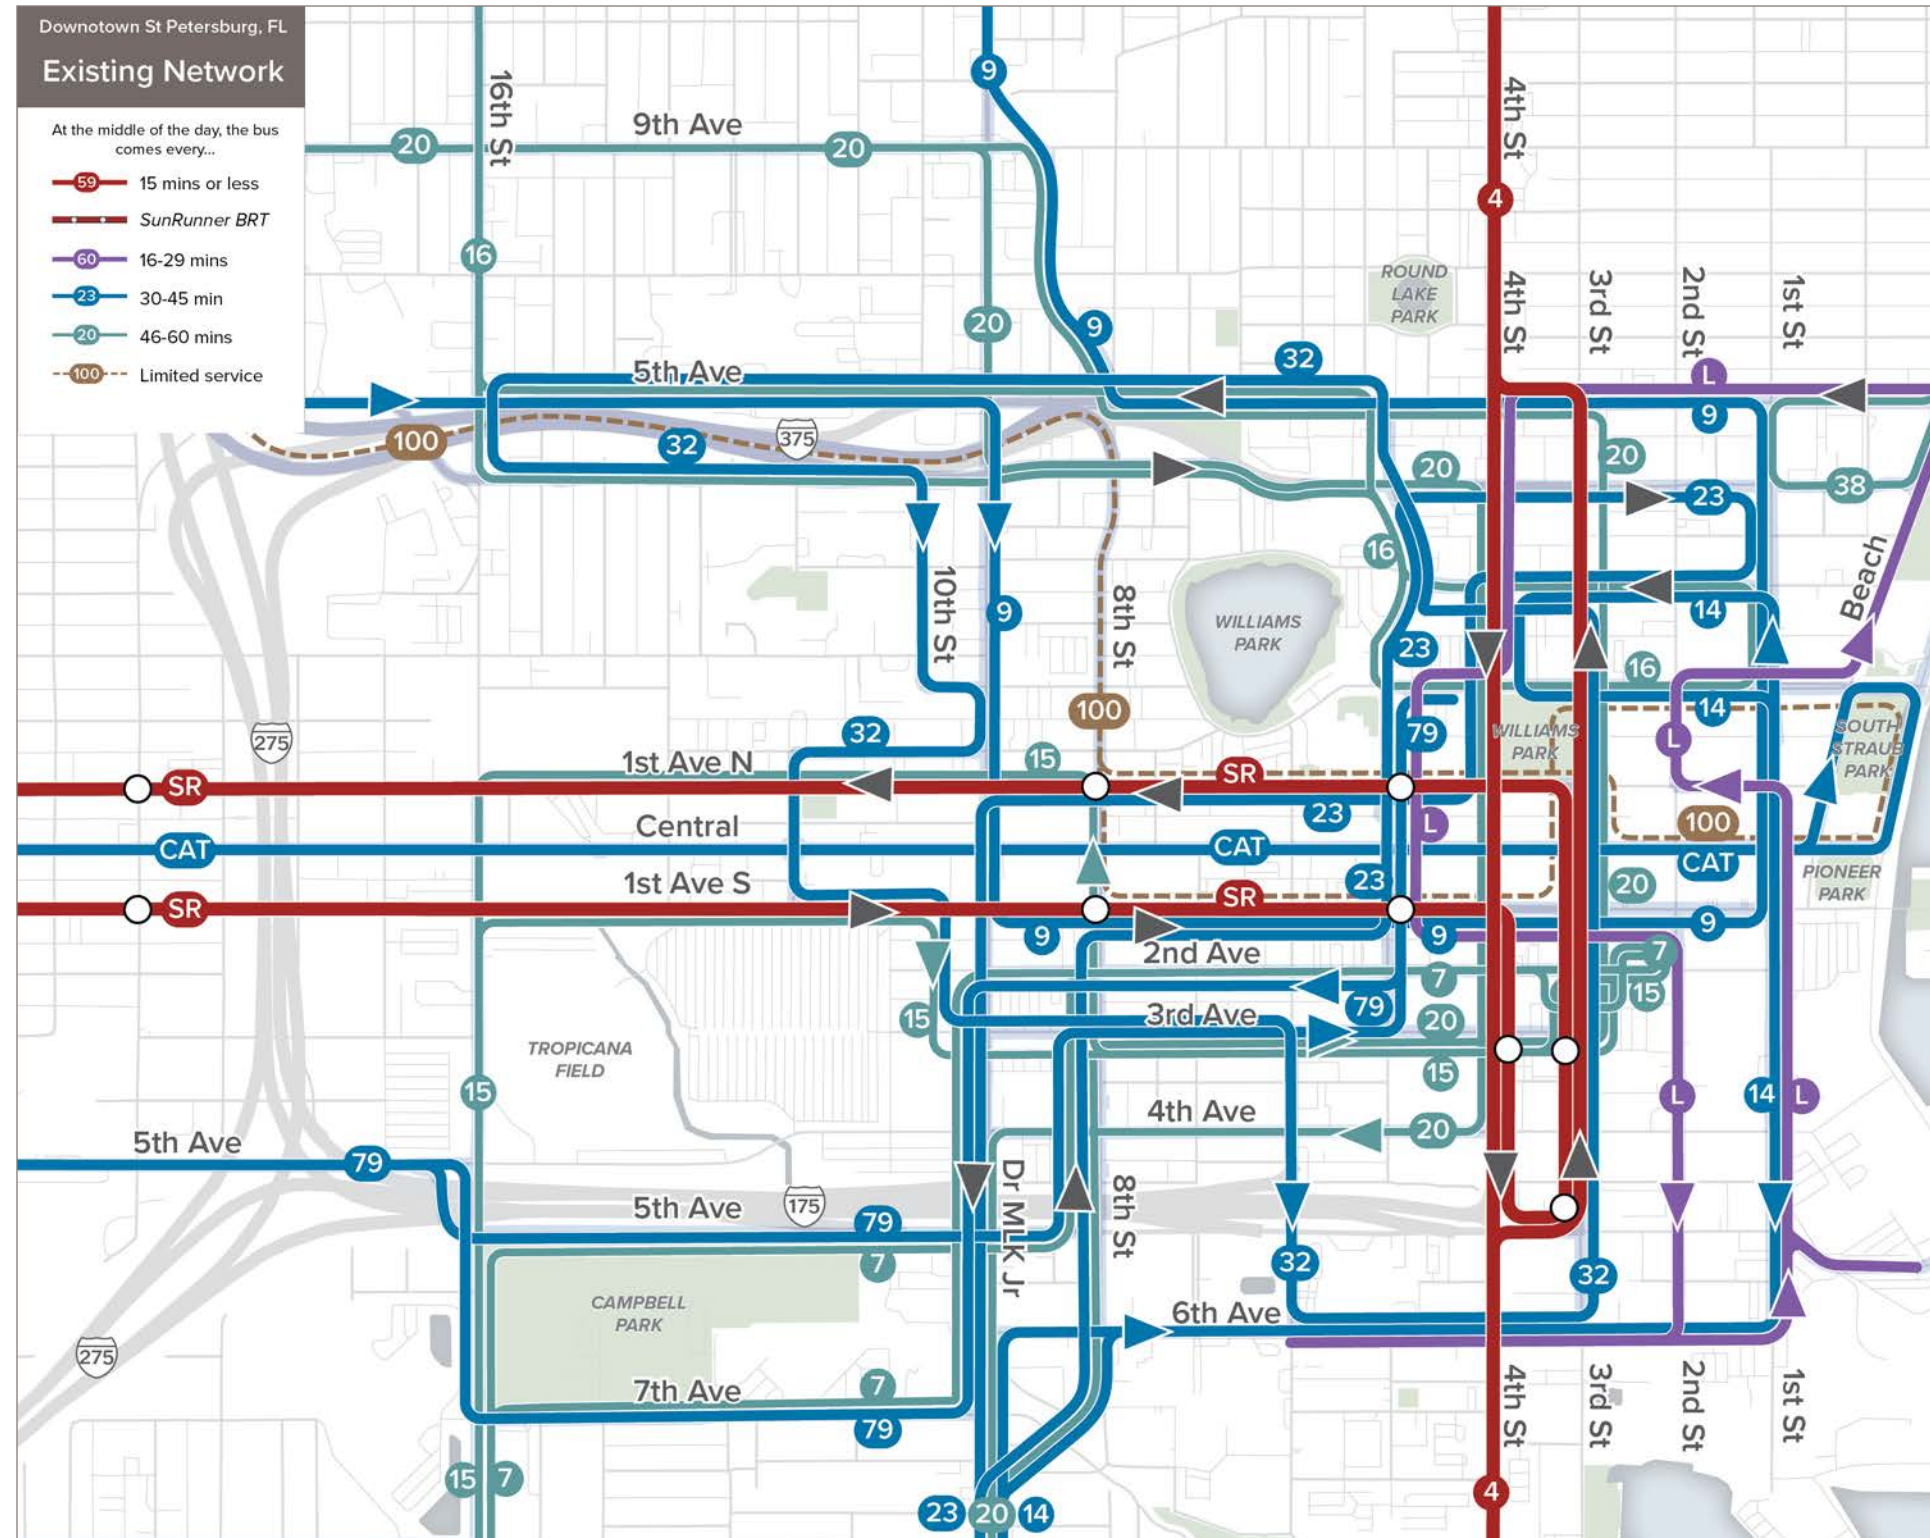 Downotown St Petersburg, FL
Existing Network
At the middle of the day, the bus
comes every...
59 15 mins or less
SunRunner BRT
60 16-29 mins
23 30-45 min
20 46-60 mins
100 Limited service
9
16th St
9th Ave
4th St
20
20
4
16
ROUND
LAKE
PARK
4th St
3rd St
2nd St
1st St
20
9
32
5th Ave
L
9
100
32
375
20
20
23
38
16
10th St
9
8th St
WILLIAMS
PARK
23
14
Beach
16
100
14
275
32
79
WILLIAMS
PARK
L
SOUTH
STRAUB
PARK
1st Ave N
15
SR
SR
23
L
100
Central
CAT
CAT
CAT
1st Ave S
23
20
PIONEER
PARK
SR
SR
9
9
9
2nd Ave
7
7
15
79
3rd Ave
15
20
TROPICANA
FIELD
15
15
L
14
L
4th Ave
20
5th Ave
79
Dr MLK Jr
8th St
175
5th Ave
79
7
32
32
CAMPBELL
PARK
6th Ave
275
7th Ave
7
79
4th St
3rd St
2nd St
1st St
15
7
4
23
20
14